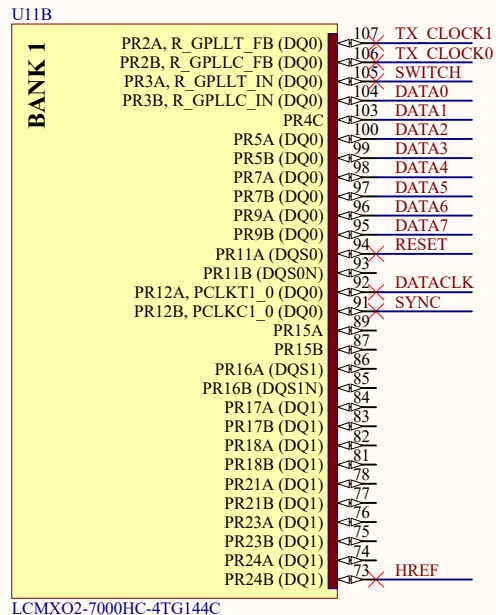 U11B
BANK 1
PR2A, R_GPLLT_FB (DQ0) 107 TX_CLOCK1
PR2B, R_GPLLC_FB (DQ0) 106 TX_CLOCK0
PR3A, R_GPLLT_IN (DQ0) 105 SWITCH
PR3B, R_GPLLC_IN (DQ0) 104 DATA0
PR4C 103 DATA1
PR5A (DQ0) 100 DATA2
PR5B (DQ0) 99 DATA3
PR7A (DQ0) 98 DATA4
PR7B (DQ0) 97 DATA5
PR9A (DQ0) 96 DATA6
PR9B (DQ0) 95 DATA7
PR11A (DQS0) 94 RESET
PR11B (DQS0N) 93
PR12A, PCLKT1_0 (DQ0) 92 DATACLK
PR12B, PCLKC1_0 (DQ0) 91 SYNC
PR15A 89
PR15B 87
PR16A (DQS1) 86
PR16B (DQS1N) 85
PR17A (DQ1) 84
PR17B (DQ1) 83
PR18A (DQ1) 82
PR18B (DQ1) 81
PR21A (DQ1) 78
PR21B (DQ1) 77
PR23A (DQ1) 76
PR23B (DQ1) 75
PR24A (DQ1) 74
PR24B (DQ1) 73 HREF
LCMXO2-7000HC-4TG144C